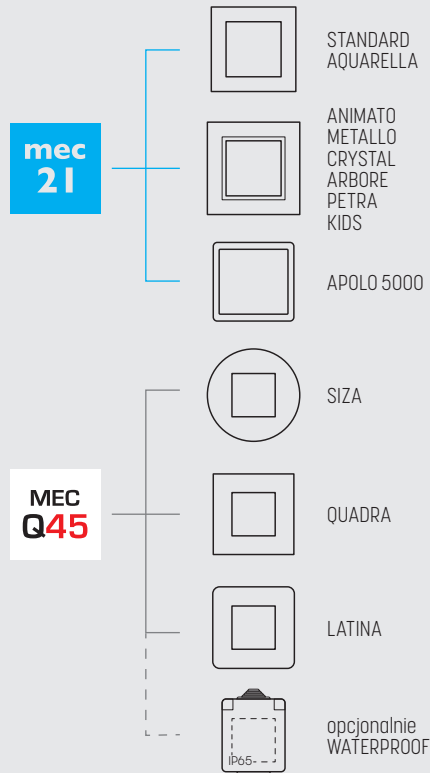 STANDARD
AQUARELLA
mec
21
ANIMATO
METALLO
CRYSTAL
ARBORE
PETRA
KIDS
APOLO 5000
SIZA
MEC
Q45
QUADRA
LATINA
opcjonalnie
WATERPROOF
IP65